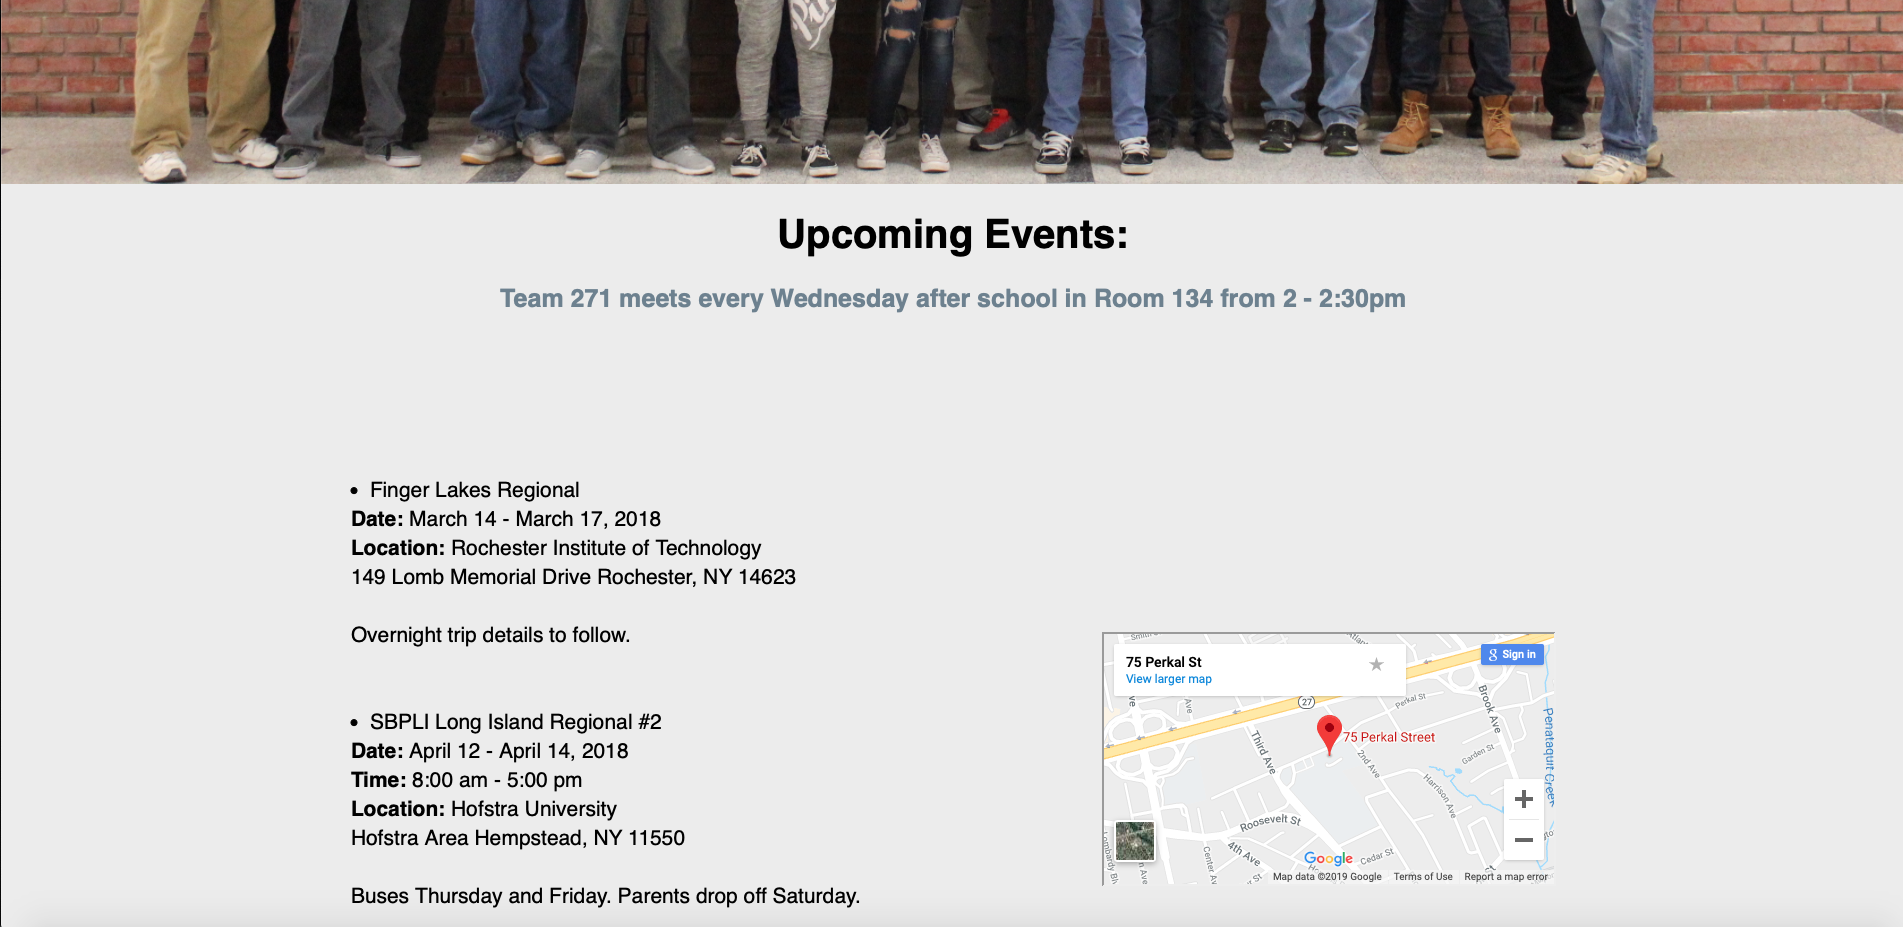 Upcoming Events:
Team 271 meets every Wednesday after school in Room 134 from 2 - 2:30pm
• Finger Lakes Regional
Date: March 14 - March 17, 2018
Location: Rochester Institute of Technology
149 Lomb Memorial Drive Rochester, NY 14623
Overnight trip details to follow.
• SBPLI Long Island Regional #2
Date: April 12 - April 14, 2018
Time: 8:00 am - 5:00 pm
Location: Hofstra University
Hofstra Area Hempstead, NY 11550
Buses Thursday and Friday. Parents drop off Saturday.
75 Perkal St
View larger map
Sign in
27
Perkal St
Brook Ave
Penataquit Creek
75 Perkal Street
Third Ave
2nd Ave
Garden St
Harrison Ave
Roosevelt St
4th Ave
Center Av
Cedar St
Lombardy Blv
Google
Map data ©2019 Google Terms of Use Report a map error